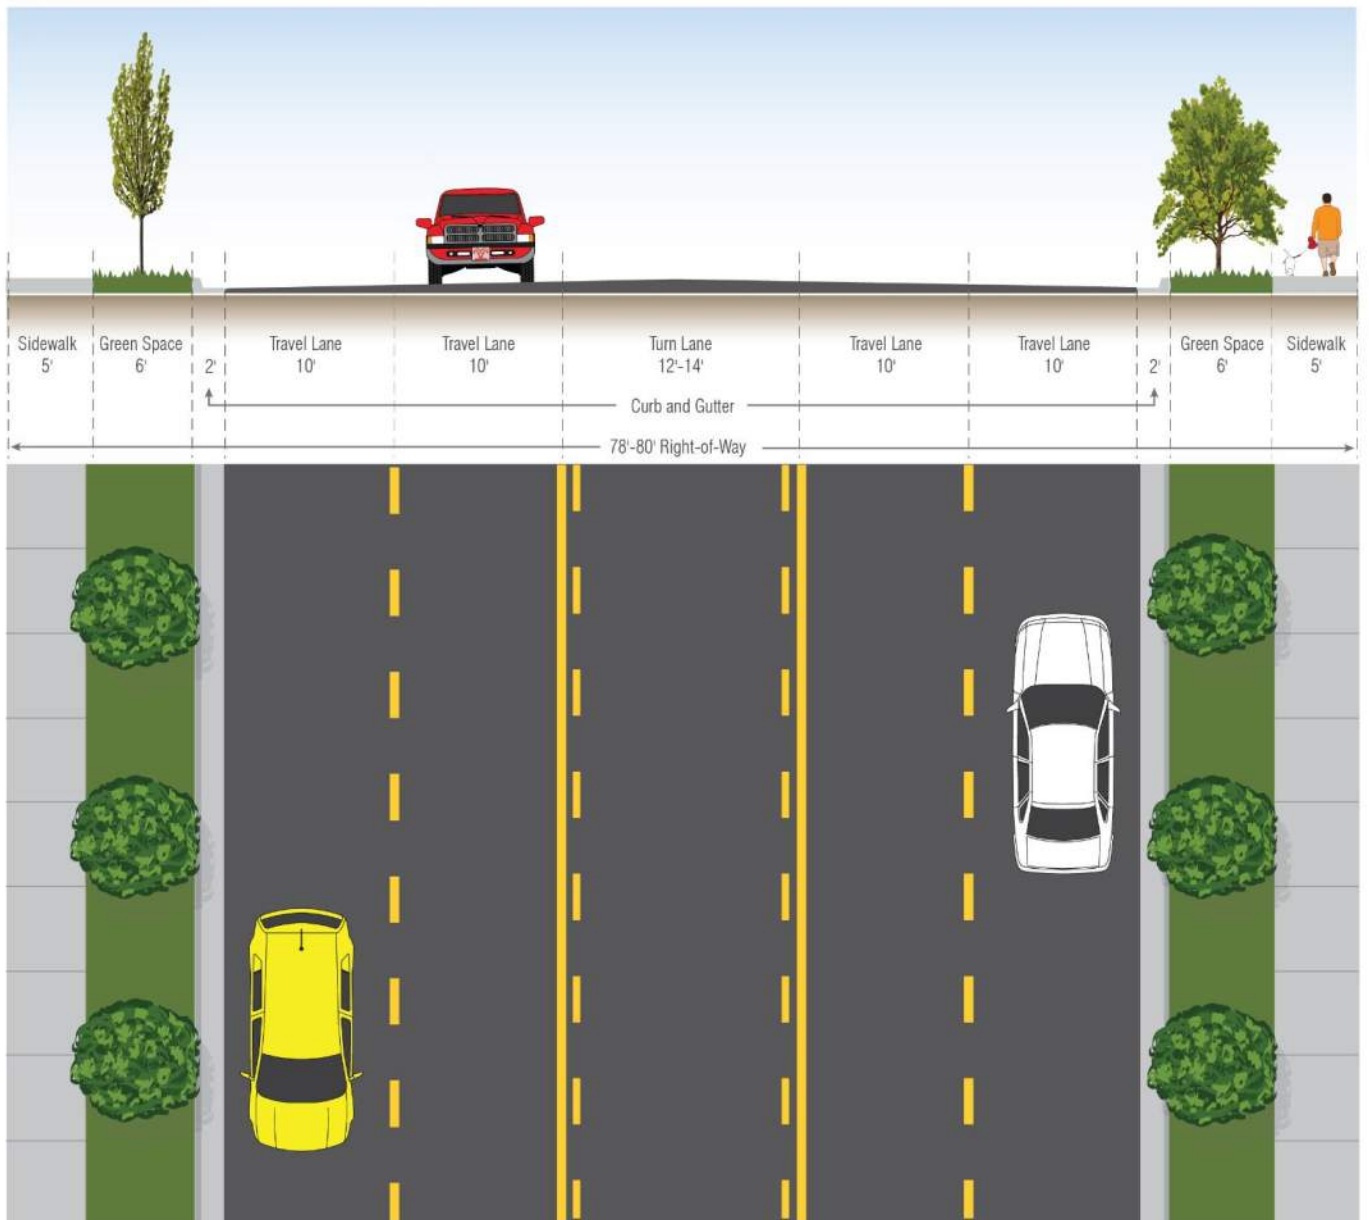 Sidewalk
5'
Green Space
6'
2'
Travel Lane
10'
Travel Lane
10'
Turn Lane
12'-14'
Travel Lane
10'
Travel Lane
10'
2'
Green Space
6'
Sidewalk
5'
Curb and Gutter
78'-80' Right-of-Way